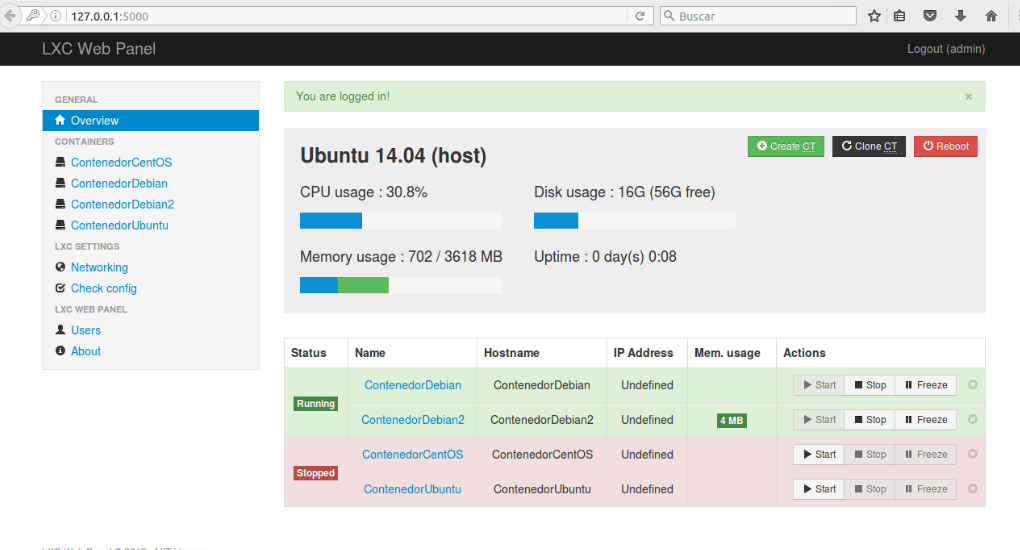 127.0.0.1:5000
Buscar
LXC Web Panel
Logout (admin)
GENERAL
Overview
CONTAINERS
ContenedorCentOS
ContenedorDebian
ContenedorDebian2
ContenedorUbuntu
LXC SETTINGS
Networking
Check config
LXC WEB PANEL
Users
About
You are logged in!
×
Ubuntu 14.04 (host)
Create CT
Clone CT
Reboot
CPU usage : 30.8%
Disk usage : 16G (56G free)
Memory usage : 702 / 3618 MB
Uptime : 0 day(s) 0:08
Status Name Hostname IP Address Mem. usage Actions
Running
ContenedorDebian ContenedorDebian Undefined Start Stop Freeze
ContenedorDebian2 ContenedorDebian2 Undefined 4 MB Start Stop Freeze
Stopped
ContenedorCentOS ContenedorCentOS Undefined Start Stop Freeze
ContenedorUbuntu ContenedorUbuntu Undefined Start Stop Freeze